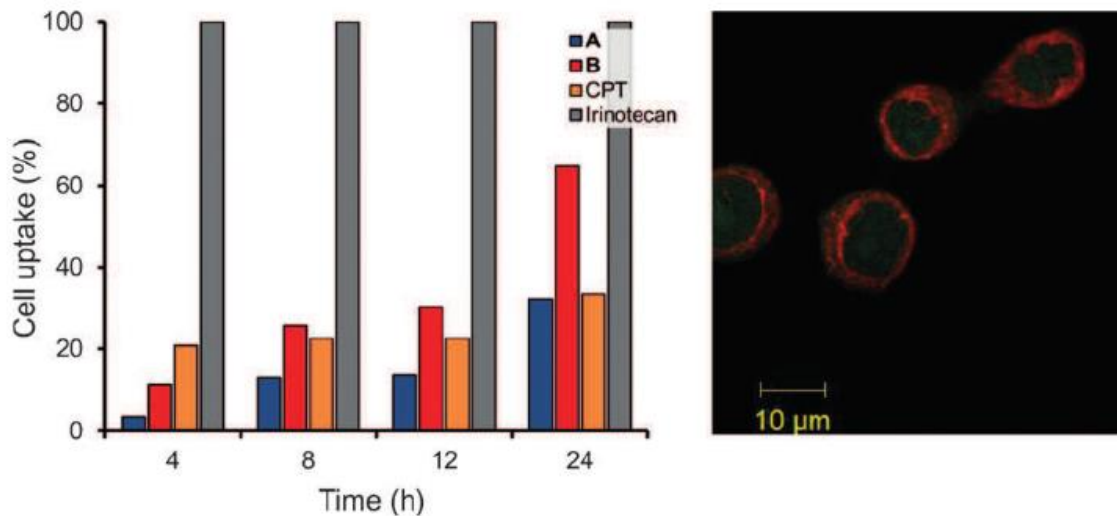 100
80
60
40
20
0
Cell uptake (%)
A
B
CPT
Irinotecan
4 8 12 24
Time (h)
10 µm